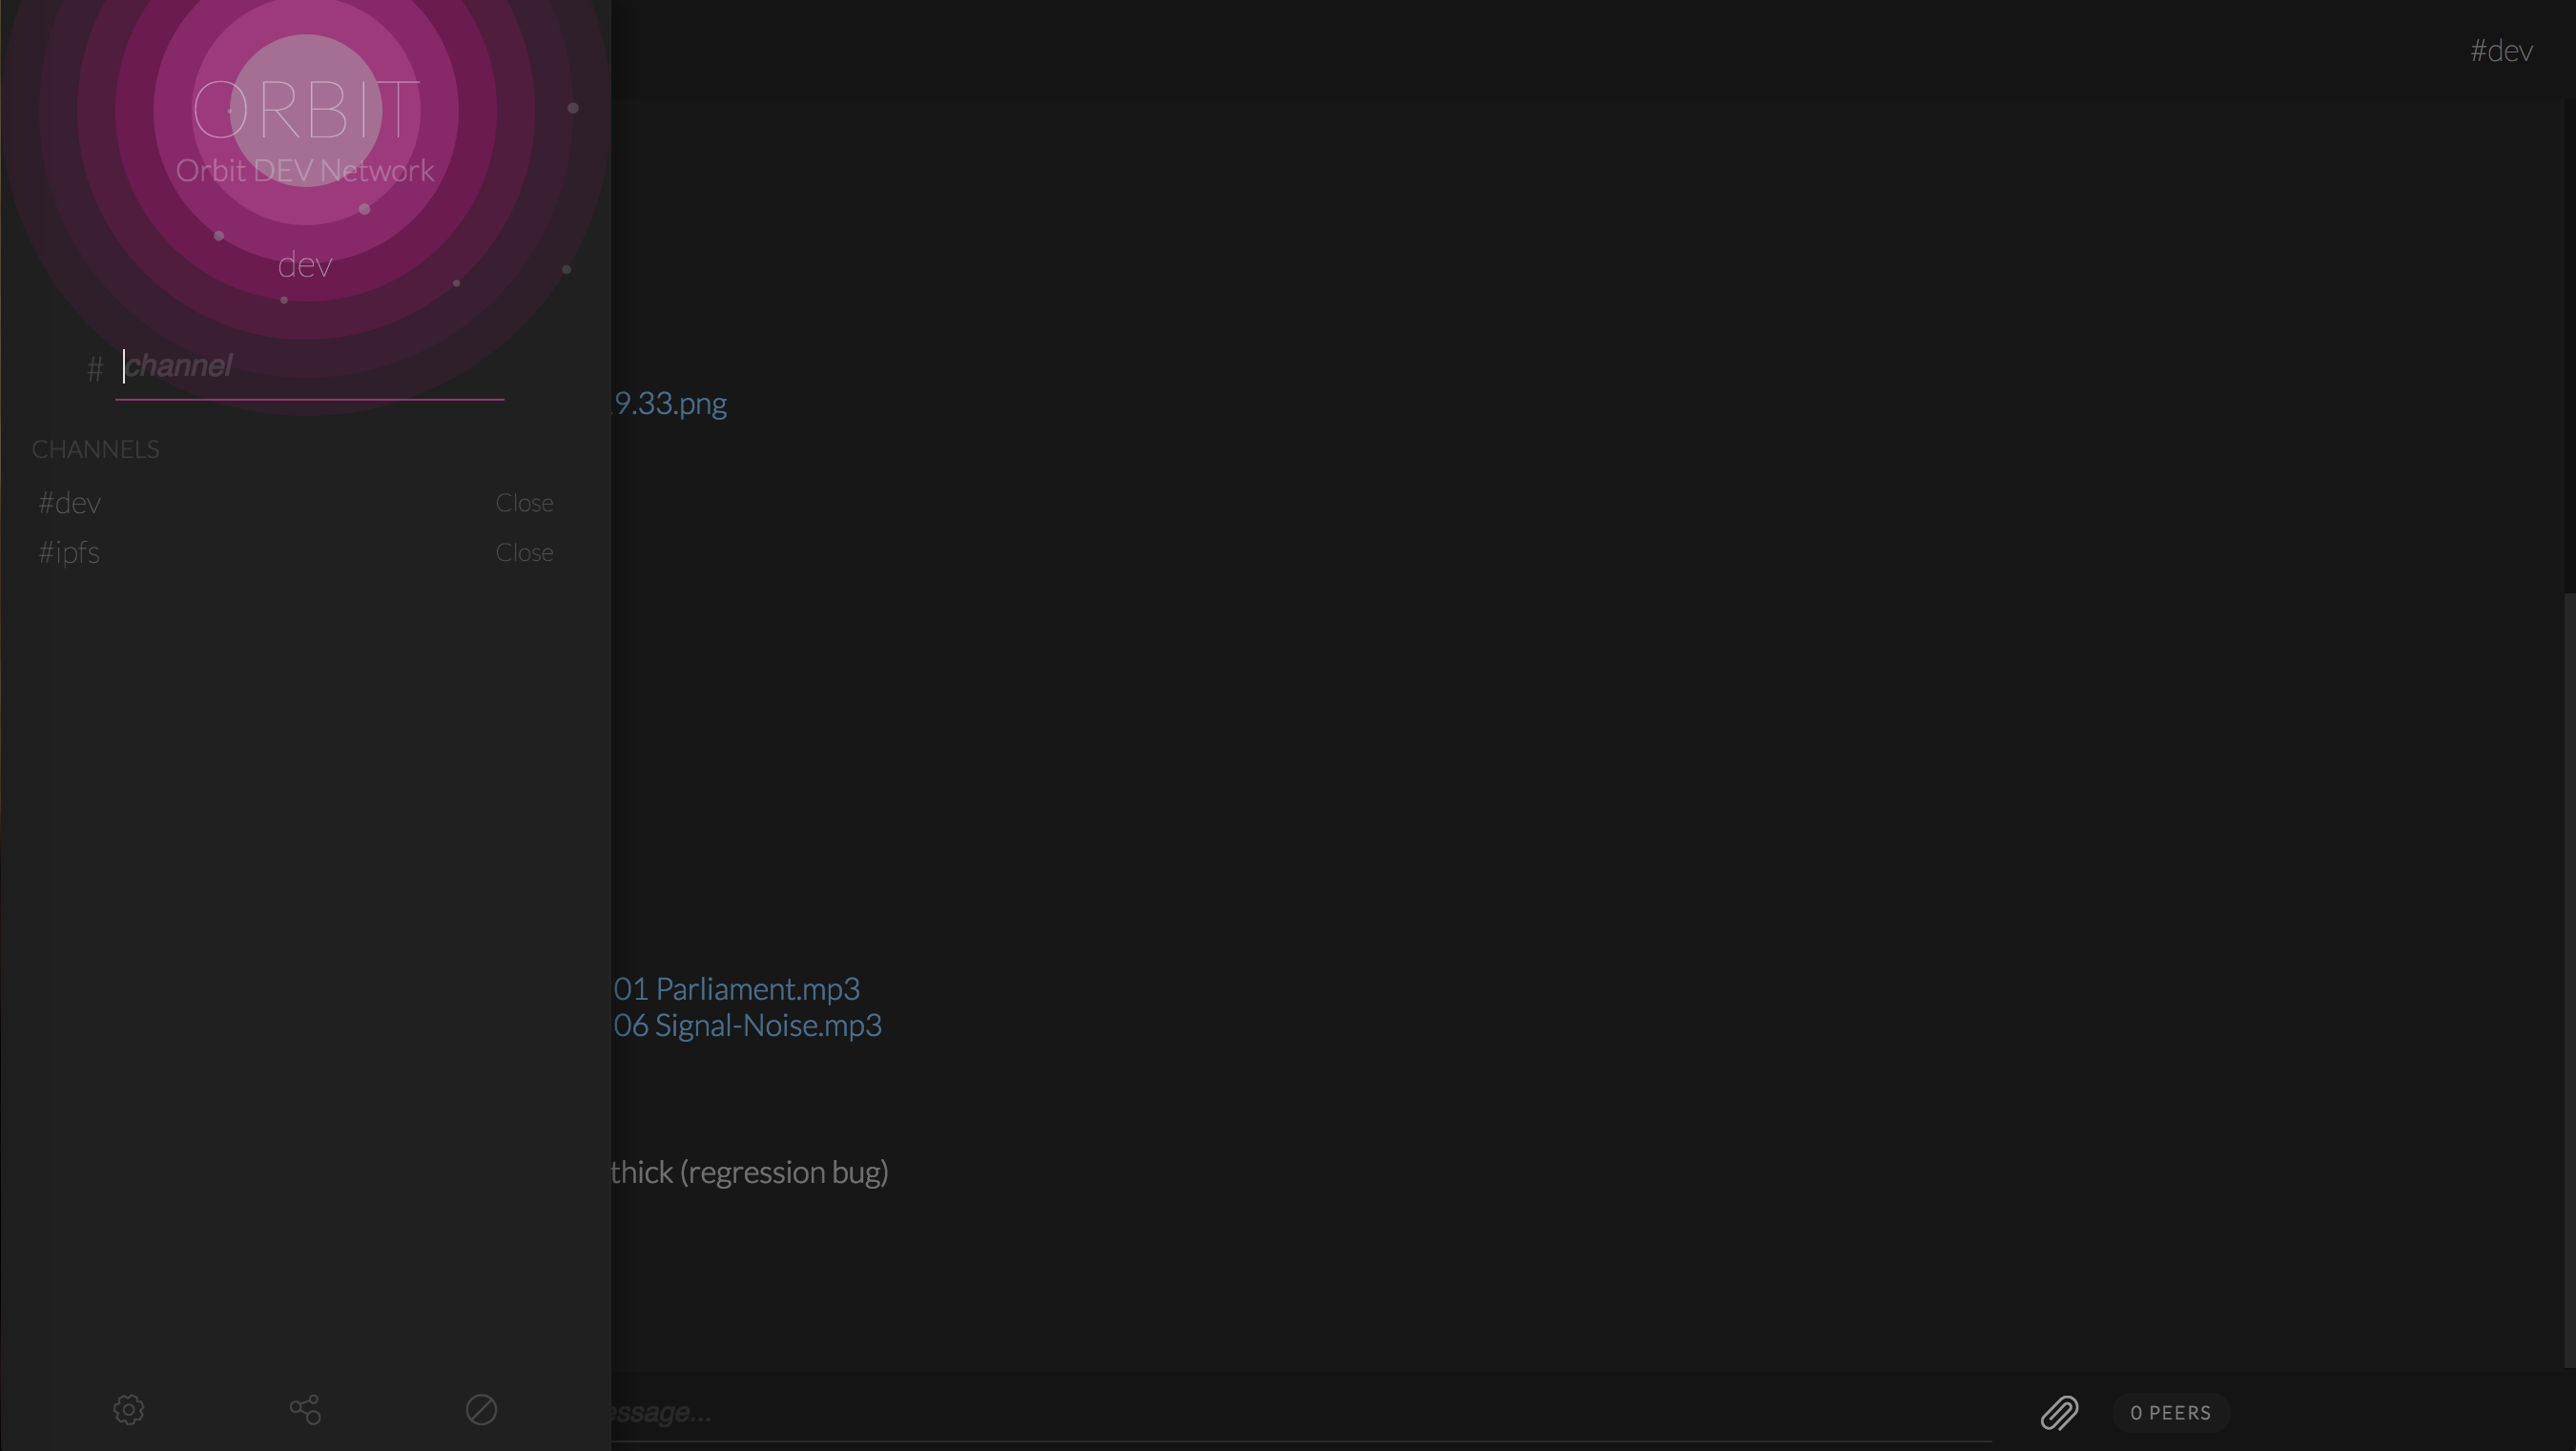 ORBIT
Orbit DEV Network
dev
# channel
CHANNELS
#dev Close
#ipfs Close
#dev
9.33.png
01 Parliament.mp3
06 Signal-Noise.mp3
thick (regression bug)
essage...
0 PEERS